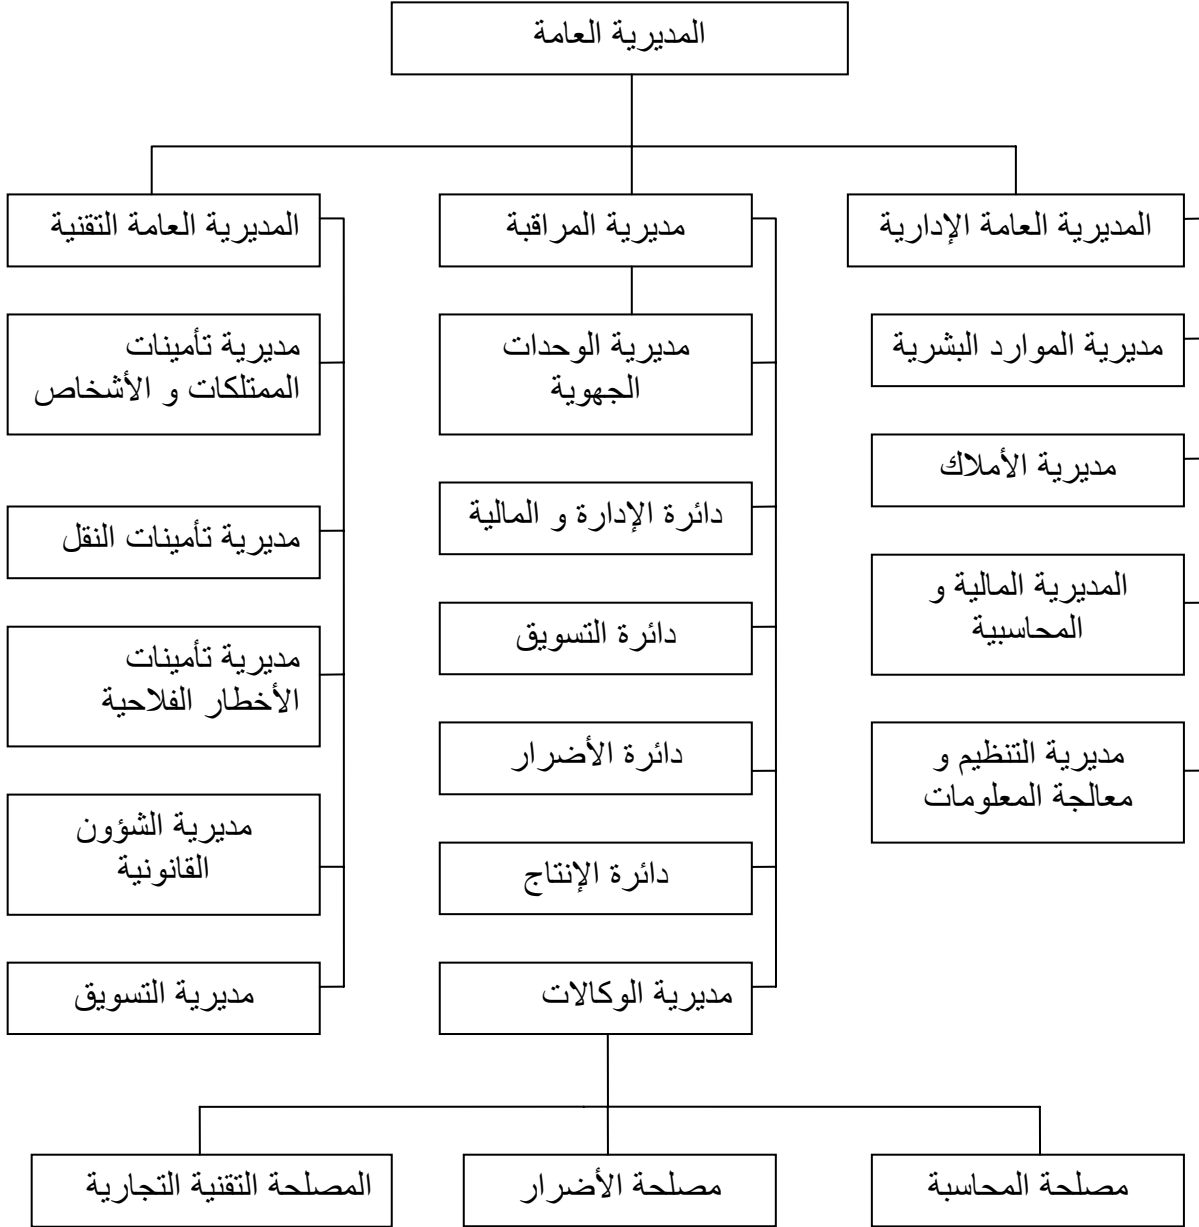 المديرية العامة
المديرية العامة الإدارية
مديرية المراقبة
المديرية العامة التقنية
مديرية الموارد البشرية
مديرية الأملاك
المديرية المالية و
المحاسبية
مديرية التنظيم و
معالجة المعلومات
مديرية الوحدات
الجهوية
دائرة الإدارة و المالية
دائرة التسويق
دائرة الأضرار
دائرة الإنتاج
مديرية الوكالات
مديرية تأمينات
الممتلكات و الأشخاص
مديرية تأمينات النقل
مديرية تأمينات
الأخطار الفلاحية
مديرية الشؤون
القانونية
مديرية التسويق
مصلحة المحاسبة
مصلحة الأضرار
المصلحة التقنية التجارية